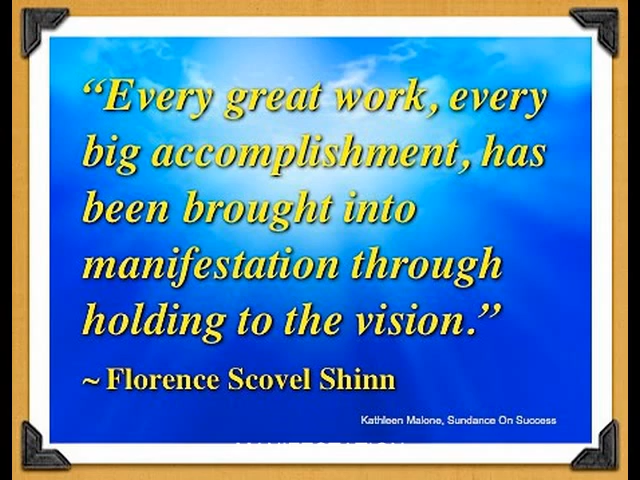 “Every great work, every
big accomplishment, has
been brought into
manifestation through
holding to the vision.”
~ Florence Scovel Shinn
Kathleen Malone, Sundance On Success
MANIFESTATION